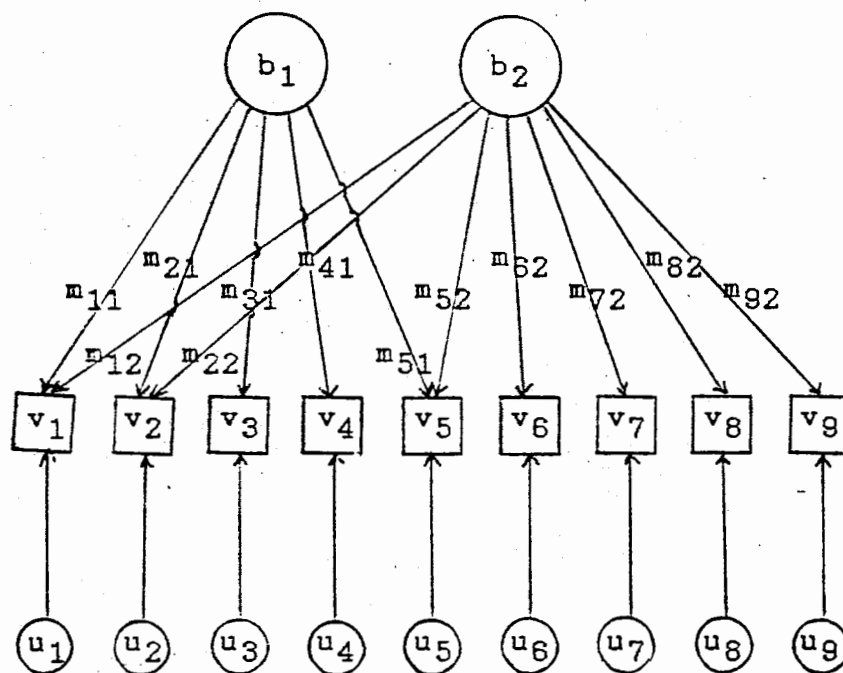 b1 b2
m21 m41 m62 m82
m11 m31 m52 m72 m92
m12 m22 m51
v1 v2 v3 v4 v5 v6 v7 v8 v9
u1 u2 u3 u4 u5 u6 u7 u8 u9